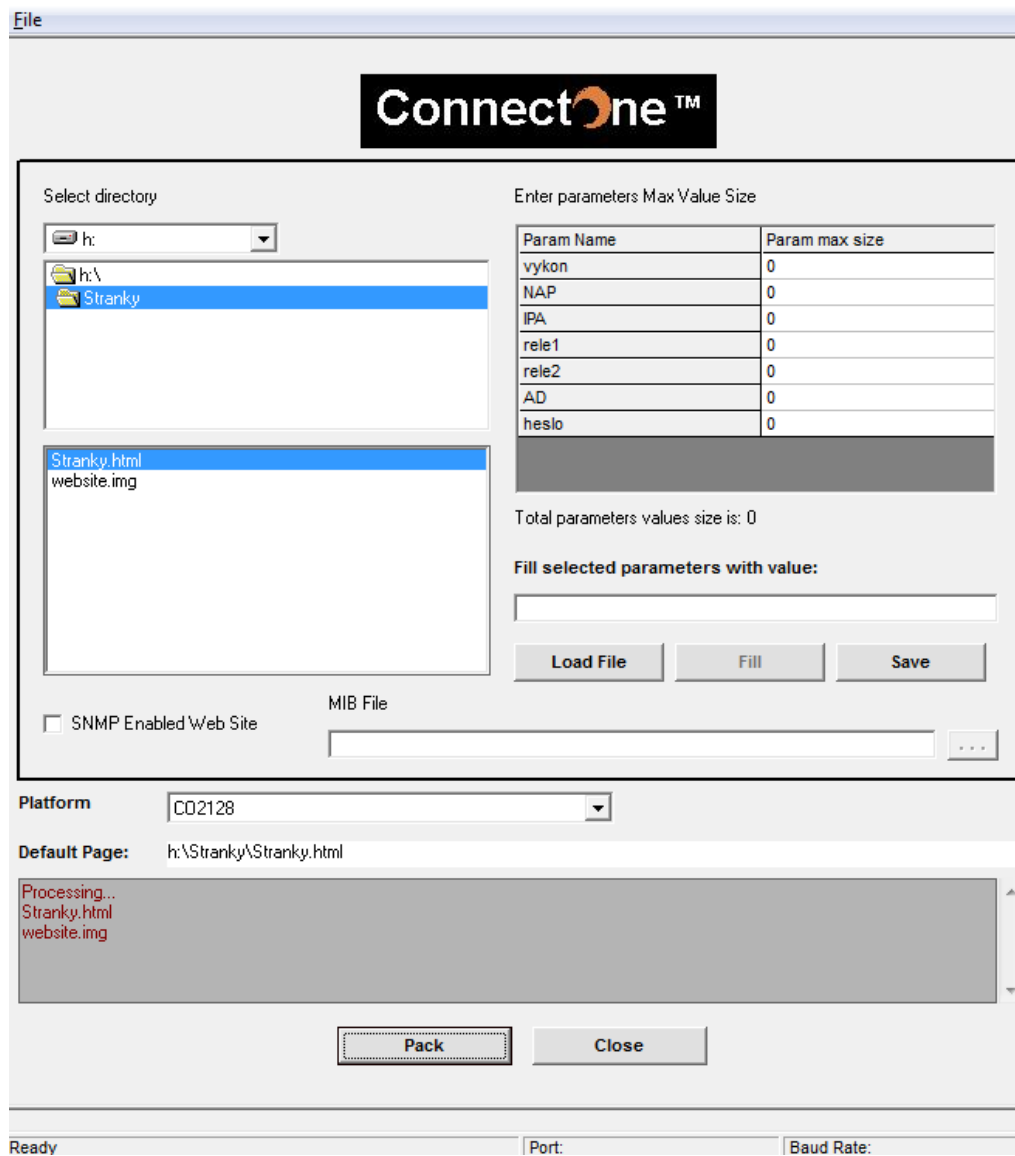 File
ConnectOne™
Select directory
h:
h:\
Stranky
Stranky.html
website.img
SNMP Enabled Web Site
Enter parameters Max Value Size
Param Name Param max size
vykon 0
NAP 0
IPA 0
rele1 0
rele2 0
AD 0
heslo 0
Total parameters values size is: 0
Fill selected parameters with value:
Load File Fill Save
MIB File
...
Platform CO2128
Default Page: h:\Stranky\Stranky.html
Processing...
Stranky.html
website.img
Pack Close
Ready Port: Baud Rate: